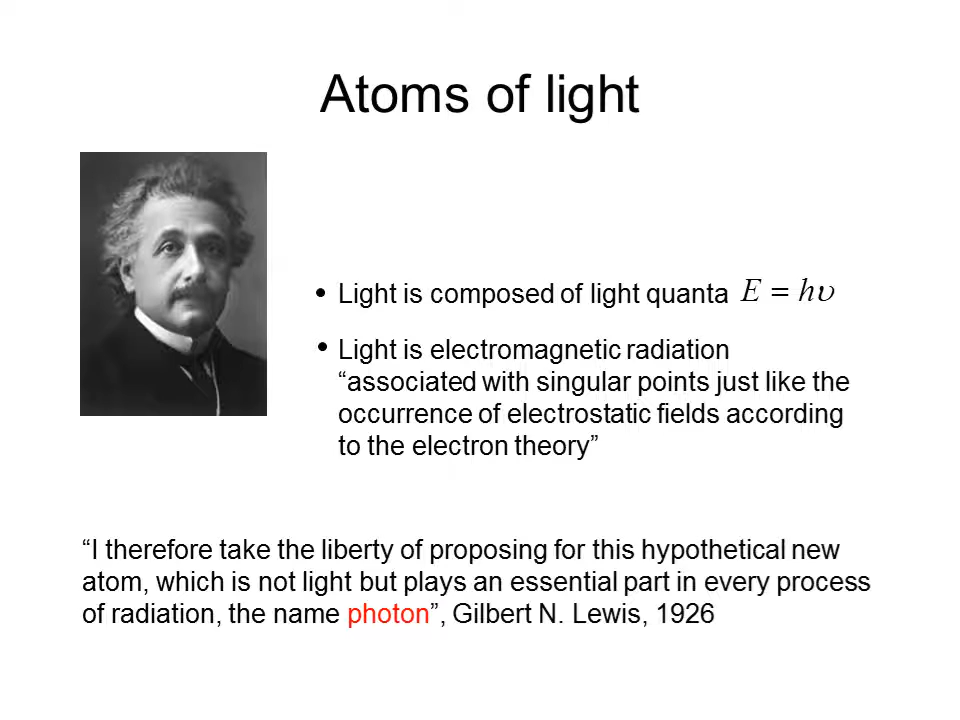 Atoms of light
• Light is composed of light quanta E = hυ
• Light is electromagnetic radiation
“associated with singular points just like the
occurrence of electrostatic fields according
to the electron theory”
“I therefore take the liberty of proposing for this hypothetical new
atom, which is not light but plays an essential part in every process
of radiation, the name photon”, Gilbert N. Lewis, 1926